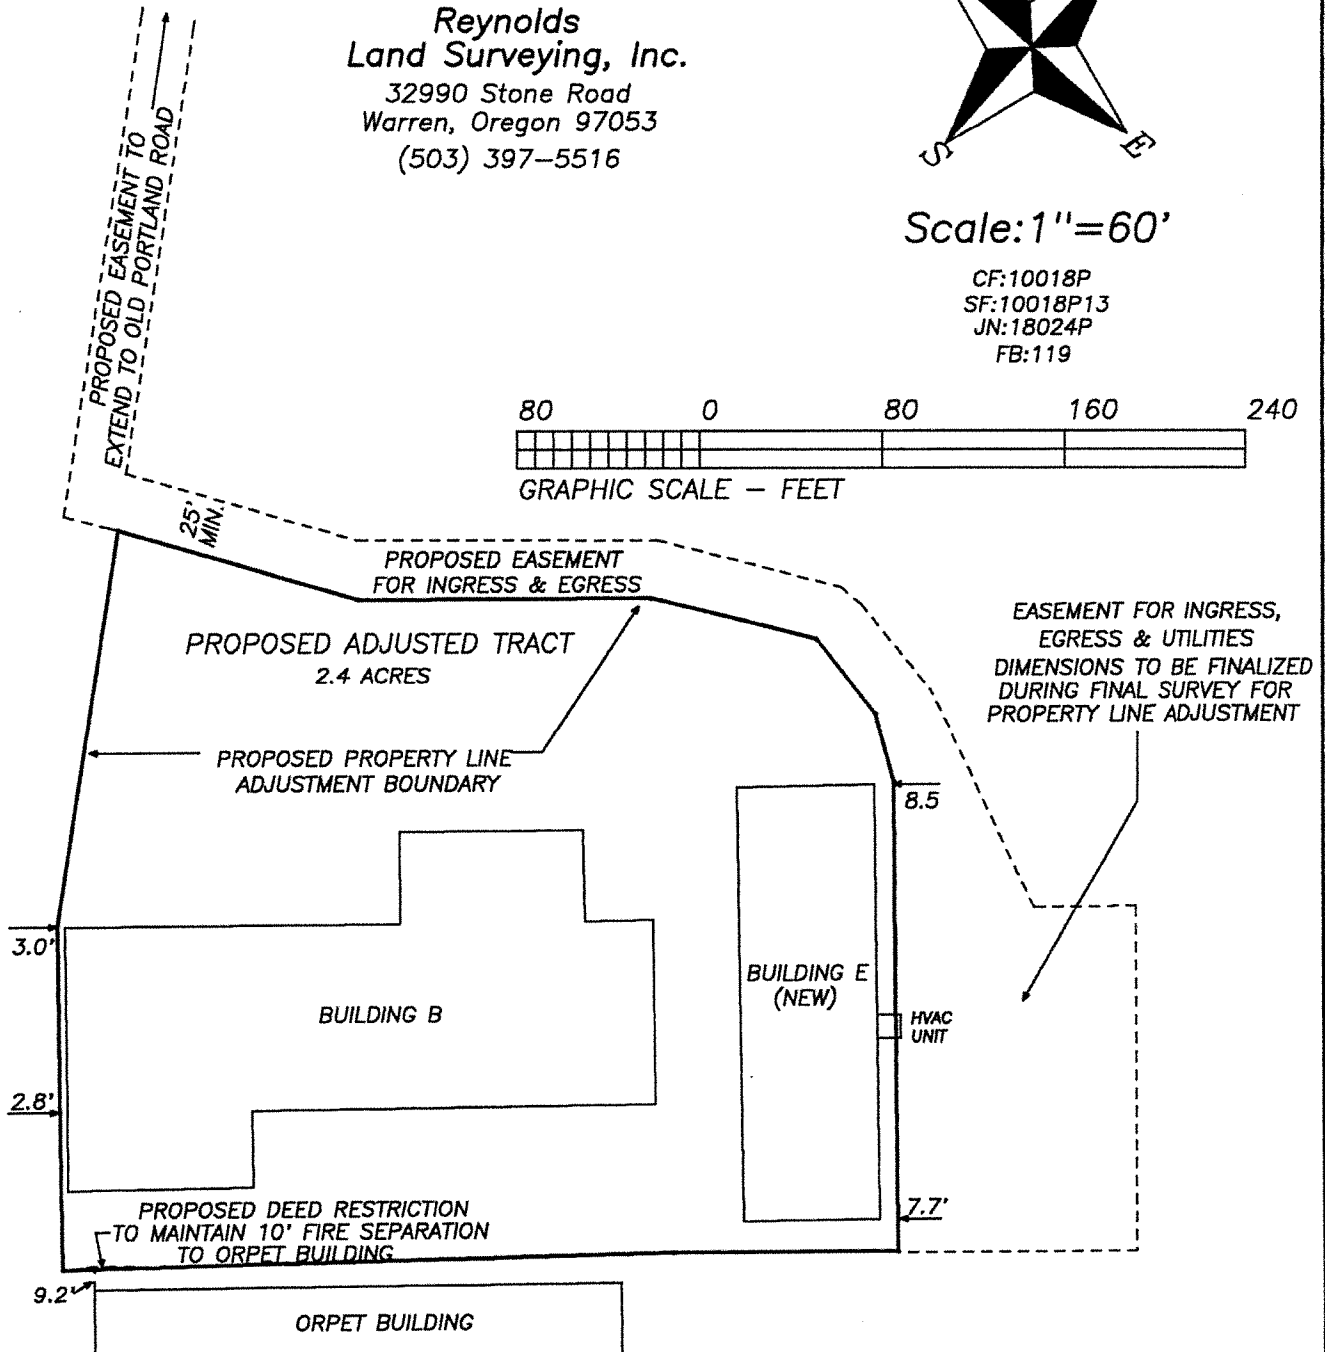 Reynolds
Land Surveying, Inc.
32990 Stone Road
Warren, Oregon 97053
(503) 397-5516
S
E
Scale:1"=60'
CF:10018P
SF:10018P13
JN:18024P
FB:119
PROPOSED EASEMENT TO
EXTEND TO OLD PORTLAND ROAD
80 0 80 160 240
GRAPHIC SCALE - FEET
25'
MIN.
PROPOSED EASEMENT
FOR INGRESS & EGRESS
EASEMENT FOR INGRESS,
EGRESS & UTILITIES
DIMENSIONS TO BE FINALIZED
DURING FINAL SURVEY FOR
PROPERTY LINE ADJUSTMENT
PROPOSED ADJUSTED TRACT
2.4 ACRES
PROPOSED PROPERTY LINE
ADJUSTMENT BOUNDARY
8.5
3.0'
BUILDING B
BUILDING E
(NEW)
HVAC
UNIT
2.8'
7.7'
PROPOSED DEED RESTRICTION
TO MAINTAIN 10' FIRE SEPARATION
TO ORPET BUILDING
9.2'
ORPET BUILDING